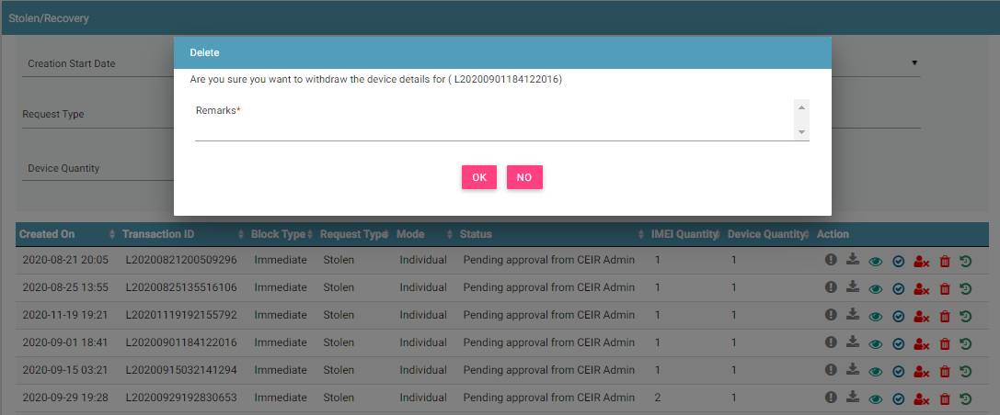 Stolen/Recovery
Delete
Are you sure you want to withdraw the device details for ( L20200901184122016)
Creation Start Date
Remarks*
Request Type
Device Quantity
OK NO
Created On Transaction ID Block Type Request Type Mode Status IMEI Quantity Device Quantity Action
2020-08-21 20:05 L20200821200509296 Immediate Stolen Individual Pending approval from CEIR Admin 1 1
2020-08-25 13:55 L20200825135516106 Immediate Stolen Individual Pending approval from CEIR Admin 1 1
2020-11-19 19:21 L20201119192155792 Immediate Stolen Individual Pending approval from CEIR Admin 1 1
2020-09-01 18:41 L20200901184122016 Immediate Stolen Individual Pending approval from CEIR Admin 1 1
2020-09-15 03:21 L20200915032141294 Immediate Stolen Individual Pending approval from CEIR Admin 1 1
2020-09-29 19:28 L20200929192830653 Immediate Stolen Individual Pending approval from CEIR Admin 2 1